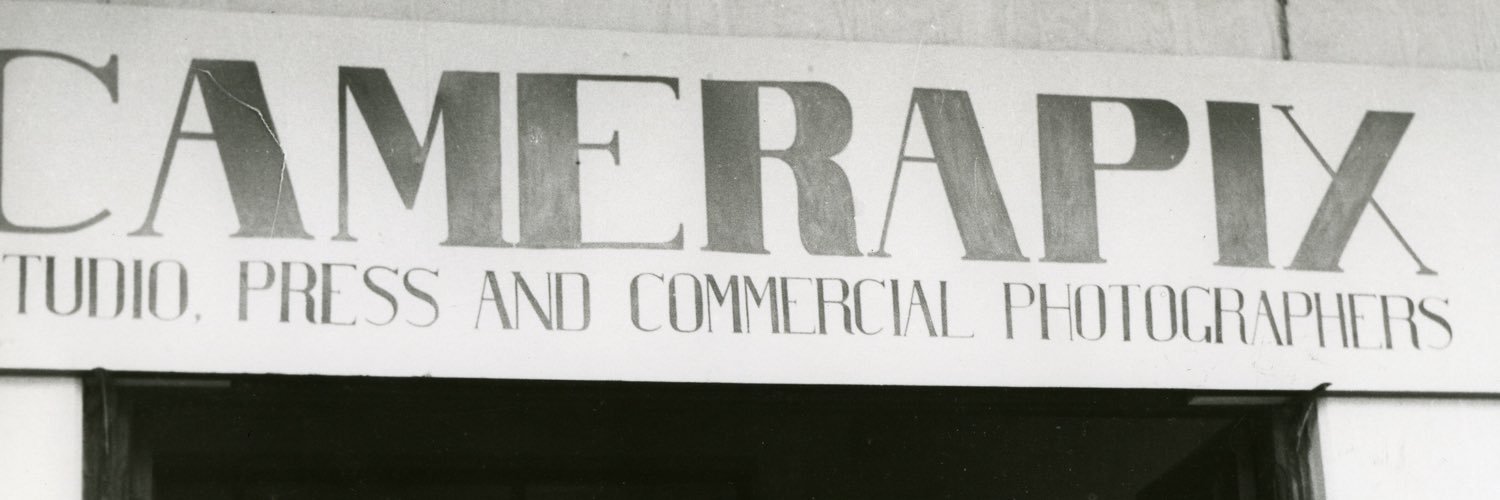 CAMERAPIX
TUDIO, PRESS AND COMMERCIAL PHOTOGRAPHERS